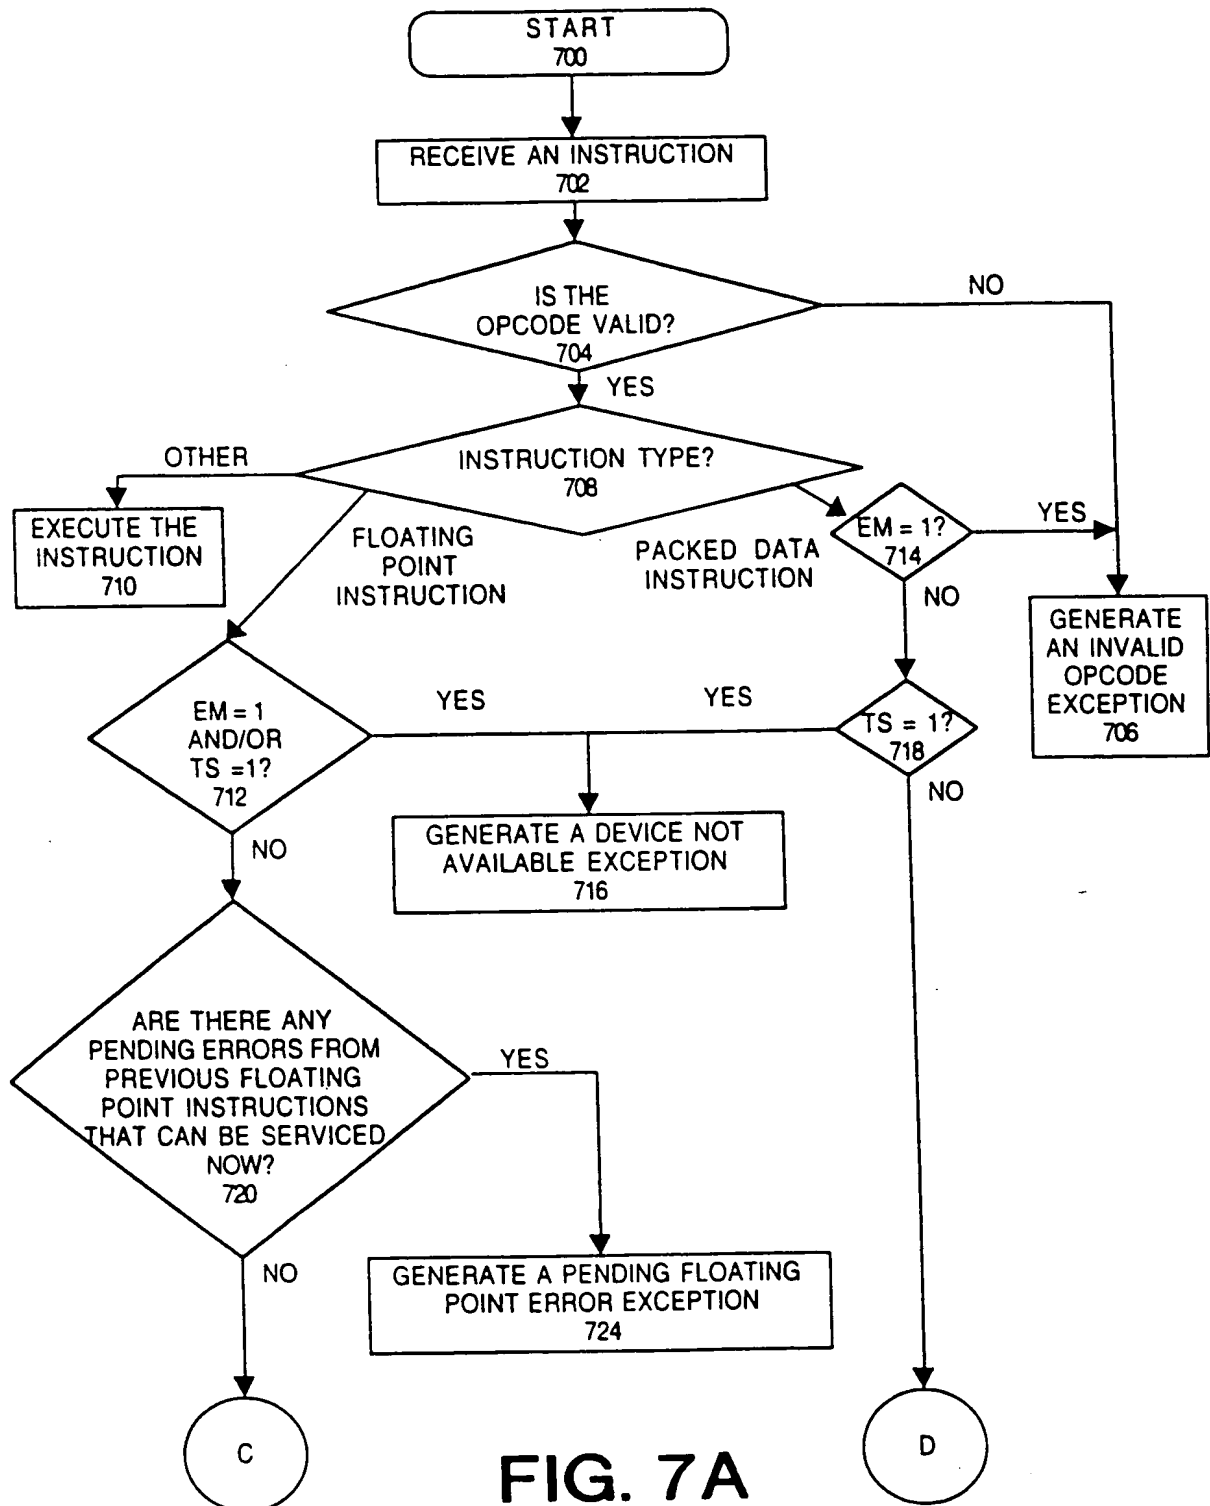 START
700
RECEIVE AN INSTRUCTION
702
NO
IS THE
OPCODE VALID?
704
YES
OTHER
INSTRUCTION TYPE?
708
EXECUTE THE
INSTRUCTION
710
FLOATING
POINT
INSTRUCTION
PACKED DATA
INSTRUCTION
EM = 1?
714
YES
NO
GENERATE
AN INVALID
OPCODE
EXCEPTION
706
EM = 1
AND/OR
TS =1?
712
YES
YES
TS = 1?
718
NO
NO
GENERATE A DEVICE NOT
AVAILABLE EXCEPTION
716
ARE THERE ANY
PENDING ERRORS FROM
PREVIOUS FLOATING
POINT INSTRUCTIONS
THAT CAN BE SERVICED
NOW?
720
YES
NO
GENERATE A PENDING FLOATING
POINT ERROR EXCEPTION
724
C
D
FIG. 7A